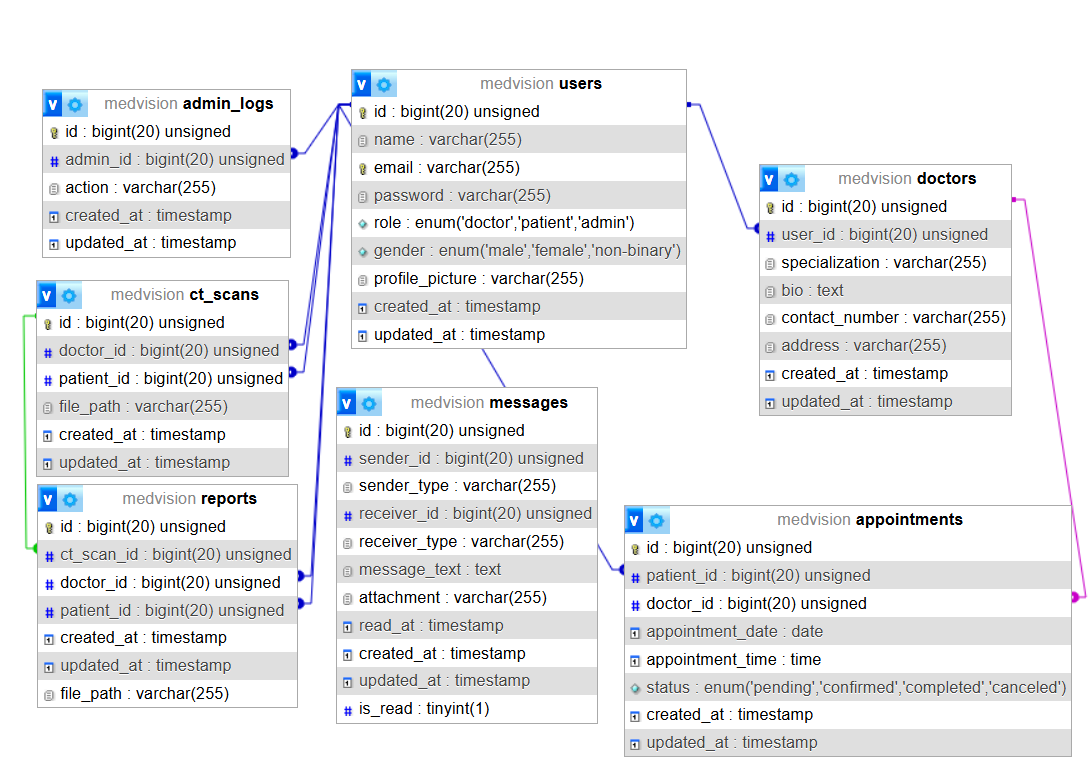 medvision users
id : bigint(20) unsigned
name : varchar(255)
email : varchar(255)
password : varchar(255)
role : enum('doctor','patient','admin')
gender : enum('male','female','non-binary')
profile_picture : varchar(255)
created_at : timestamp
updated_at : timestamp
medvision admin_logs
id : bigint(20) unsigned
admin_id : bigint(20) unsigned
action : varchar(255)
created_at : timestamp
updated_at : timestamp
medvision doctors
id : bigint(20) unsigned
user_id : bigint(20) unsigned
specialization : varchar(255)
bio : text
contact_number : varchar(255)
address : varchar(255)
created_at : timestamp
updated_at : timestamp
medvision ct_scans
id : bigint(20) unsigned
doctor_id : bigint(20) unsigned
patient_id : bigint(20) unsigned
file_path : varchar(255)
created_at : timestamp
updated_at : timestamp
medvision messages
id : bigint(20) unsigned
sender_id : bigint(20) unsigned
sender_type : varchar(255)
receiver_id : bigint(20) unsigned
receiver_type : varchar(255)
message_text : text
attachment : varchar(255)
read_at : timestamp
created_at : timestamp
updated_at : timestamp
is_read : tinyint(1)
medvision reports
id : bigint(20) unsigned
ct_scan_id : bigint(20) unsigned
doctor_id : bigint(20) unsigned
patient_id : bigint(20) unsigned
created_at : timestamp
updated_at : timestamp
file_path : varchar(255)
medvision appointments
id : bigint(20) unsigned
patient_id : bigint(20) unsigned
doctor_id : bigint(20) unsigned
appointment_date : date
appointment_time : time
status : enum('pending','confirmed','completed','canceled')
created_at : timestamp
updated_at : timestamp